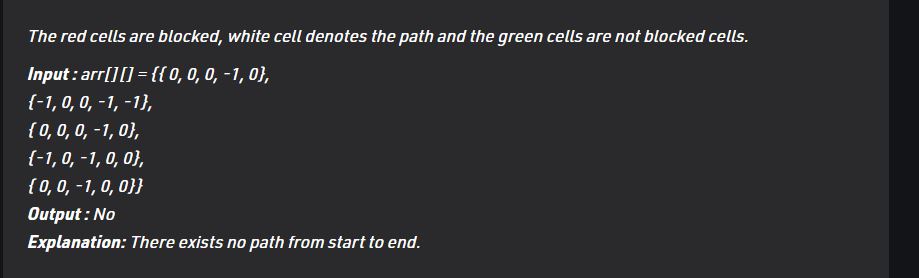 The red cells are blocked, white cell denotes the path and the green cells are not blocked cells.
Input : arr[][] = {{ 0, 0, 0, -1, 0},
{-1, 0, 0, -1, -1},
{ 0, 0, 0, -1, 0},
{-1, 0, -1, 0, 0},
{ 0, 0, -1, 0, 0}}
Output : No
Explanation: There exists no path from start to end.